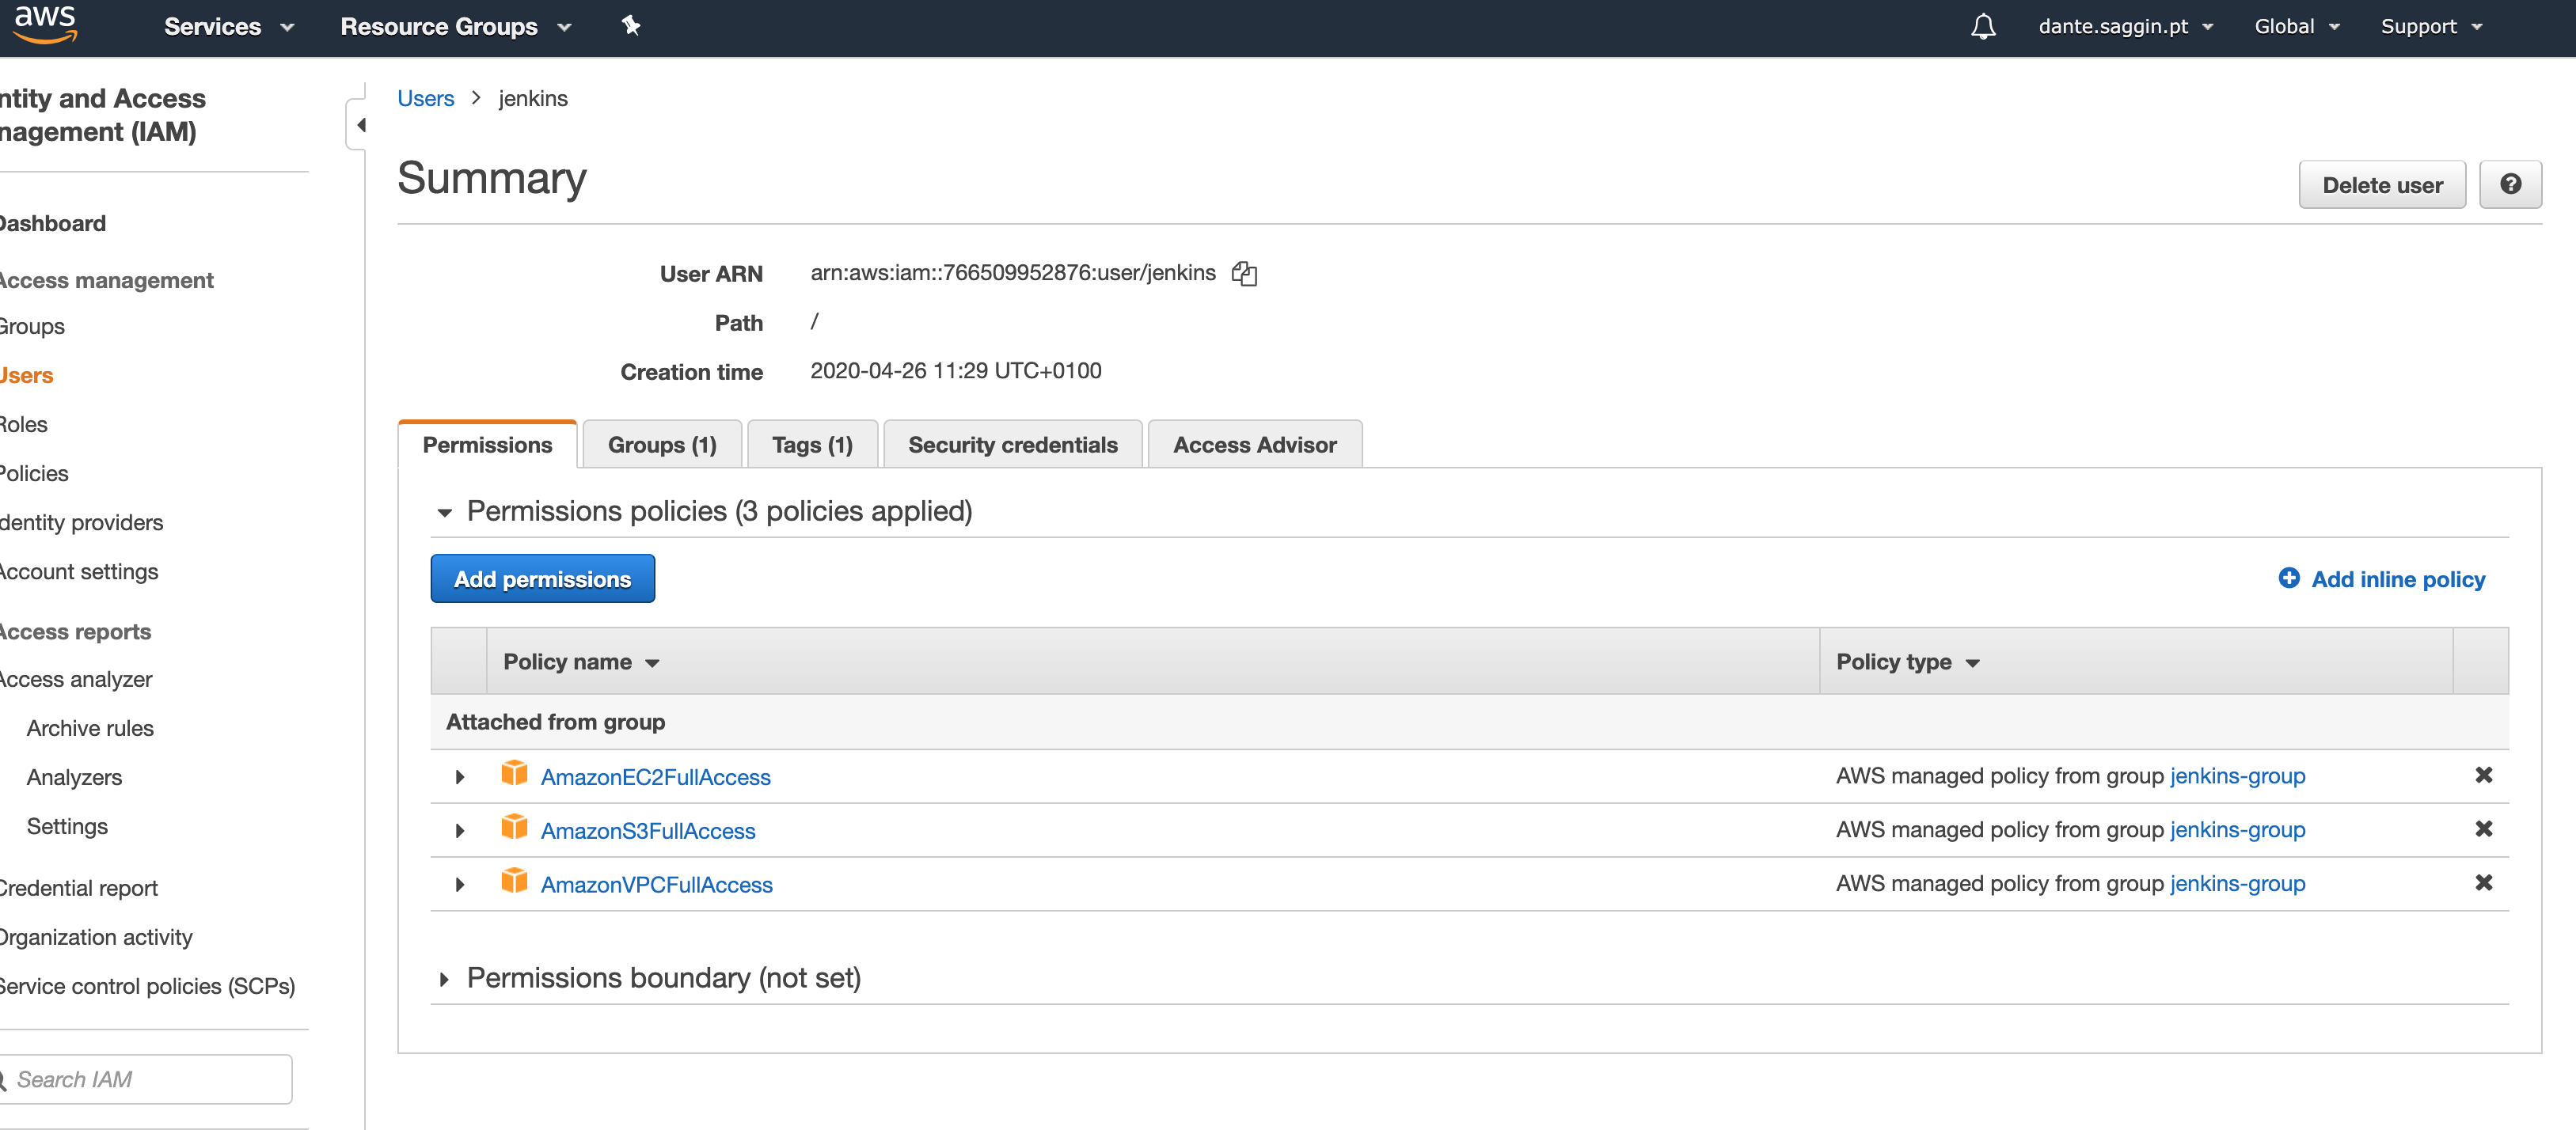 aws Services Resource Groups dante.saggin.pt Global Support
ntity and Access
nagement (IAM)
Dashboard
Access management
Groups
Users
Roles
Policies
dentity providers
Account settings
Access reports
Access analyzer
Archive rules
Analyzers
Settings
Credential report
Organization activity
Service control policies (SCPs)
Search IAM
Users > jenkins
Summary
Delete user
User ARN arn:aws:iam::766509952876:user/jenkins
Path /
Creation time 2020-04-26 11:29 UTC+0100
Permissions Groups (1) Tags (1) Security credentials Access Advisor
Permissions policies (3 policies applied)
Add permissions Add inline policy
Policy name Policy type
Attached from group
AmazonEC2FullAccess AWS managed policy from group jenkins-group
AmazonS3FullAccess AWS managed policy from group jenkins-group
AmazonVPCFullAccess AWS managed policy from group jenkins-group
Permissions boundary (not set)